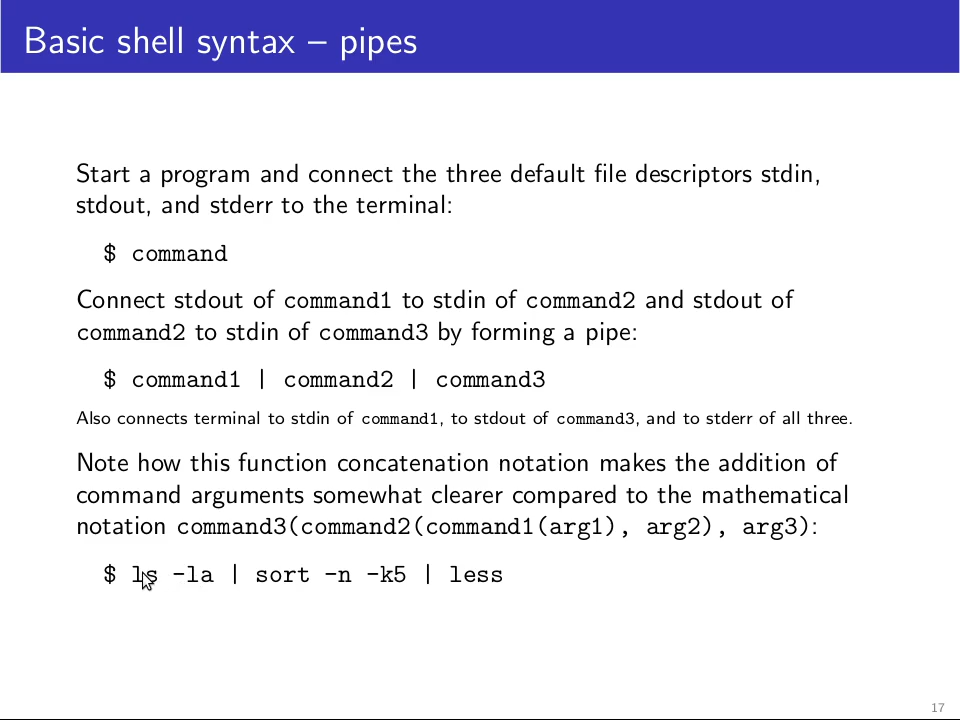 Basic shell syntax – pipes
Start a program and connect the three default file descriptors stdin,
stdout, and stderr to the terminal:
$ command
Connect stdout of command1 to stdin of command2 and stdout of
command2 to stdin of command3 by forming a pipe:
$ command1 | command2 | command3
Also connects terminal to stdin of command1, to stdout of command3, and to stderr of all three.
Note how this function concatenation notation makes the addition of
command arguments somewhat clearer compared to the mathematical
notation command3(command2(command1(arg1), arg2), arg3):
$ ls -la | sort -n -k5 | less
17